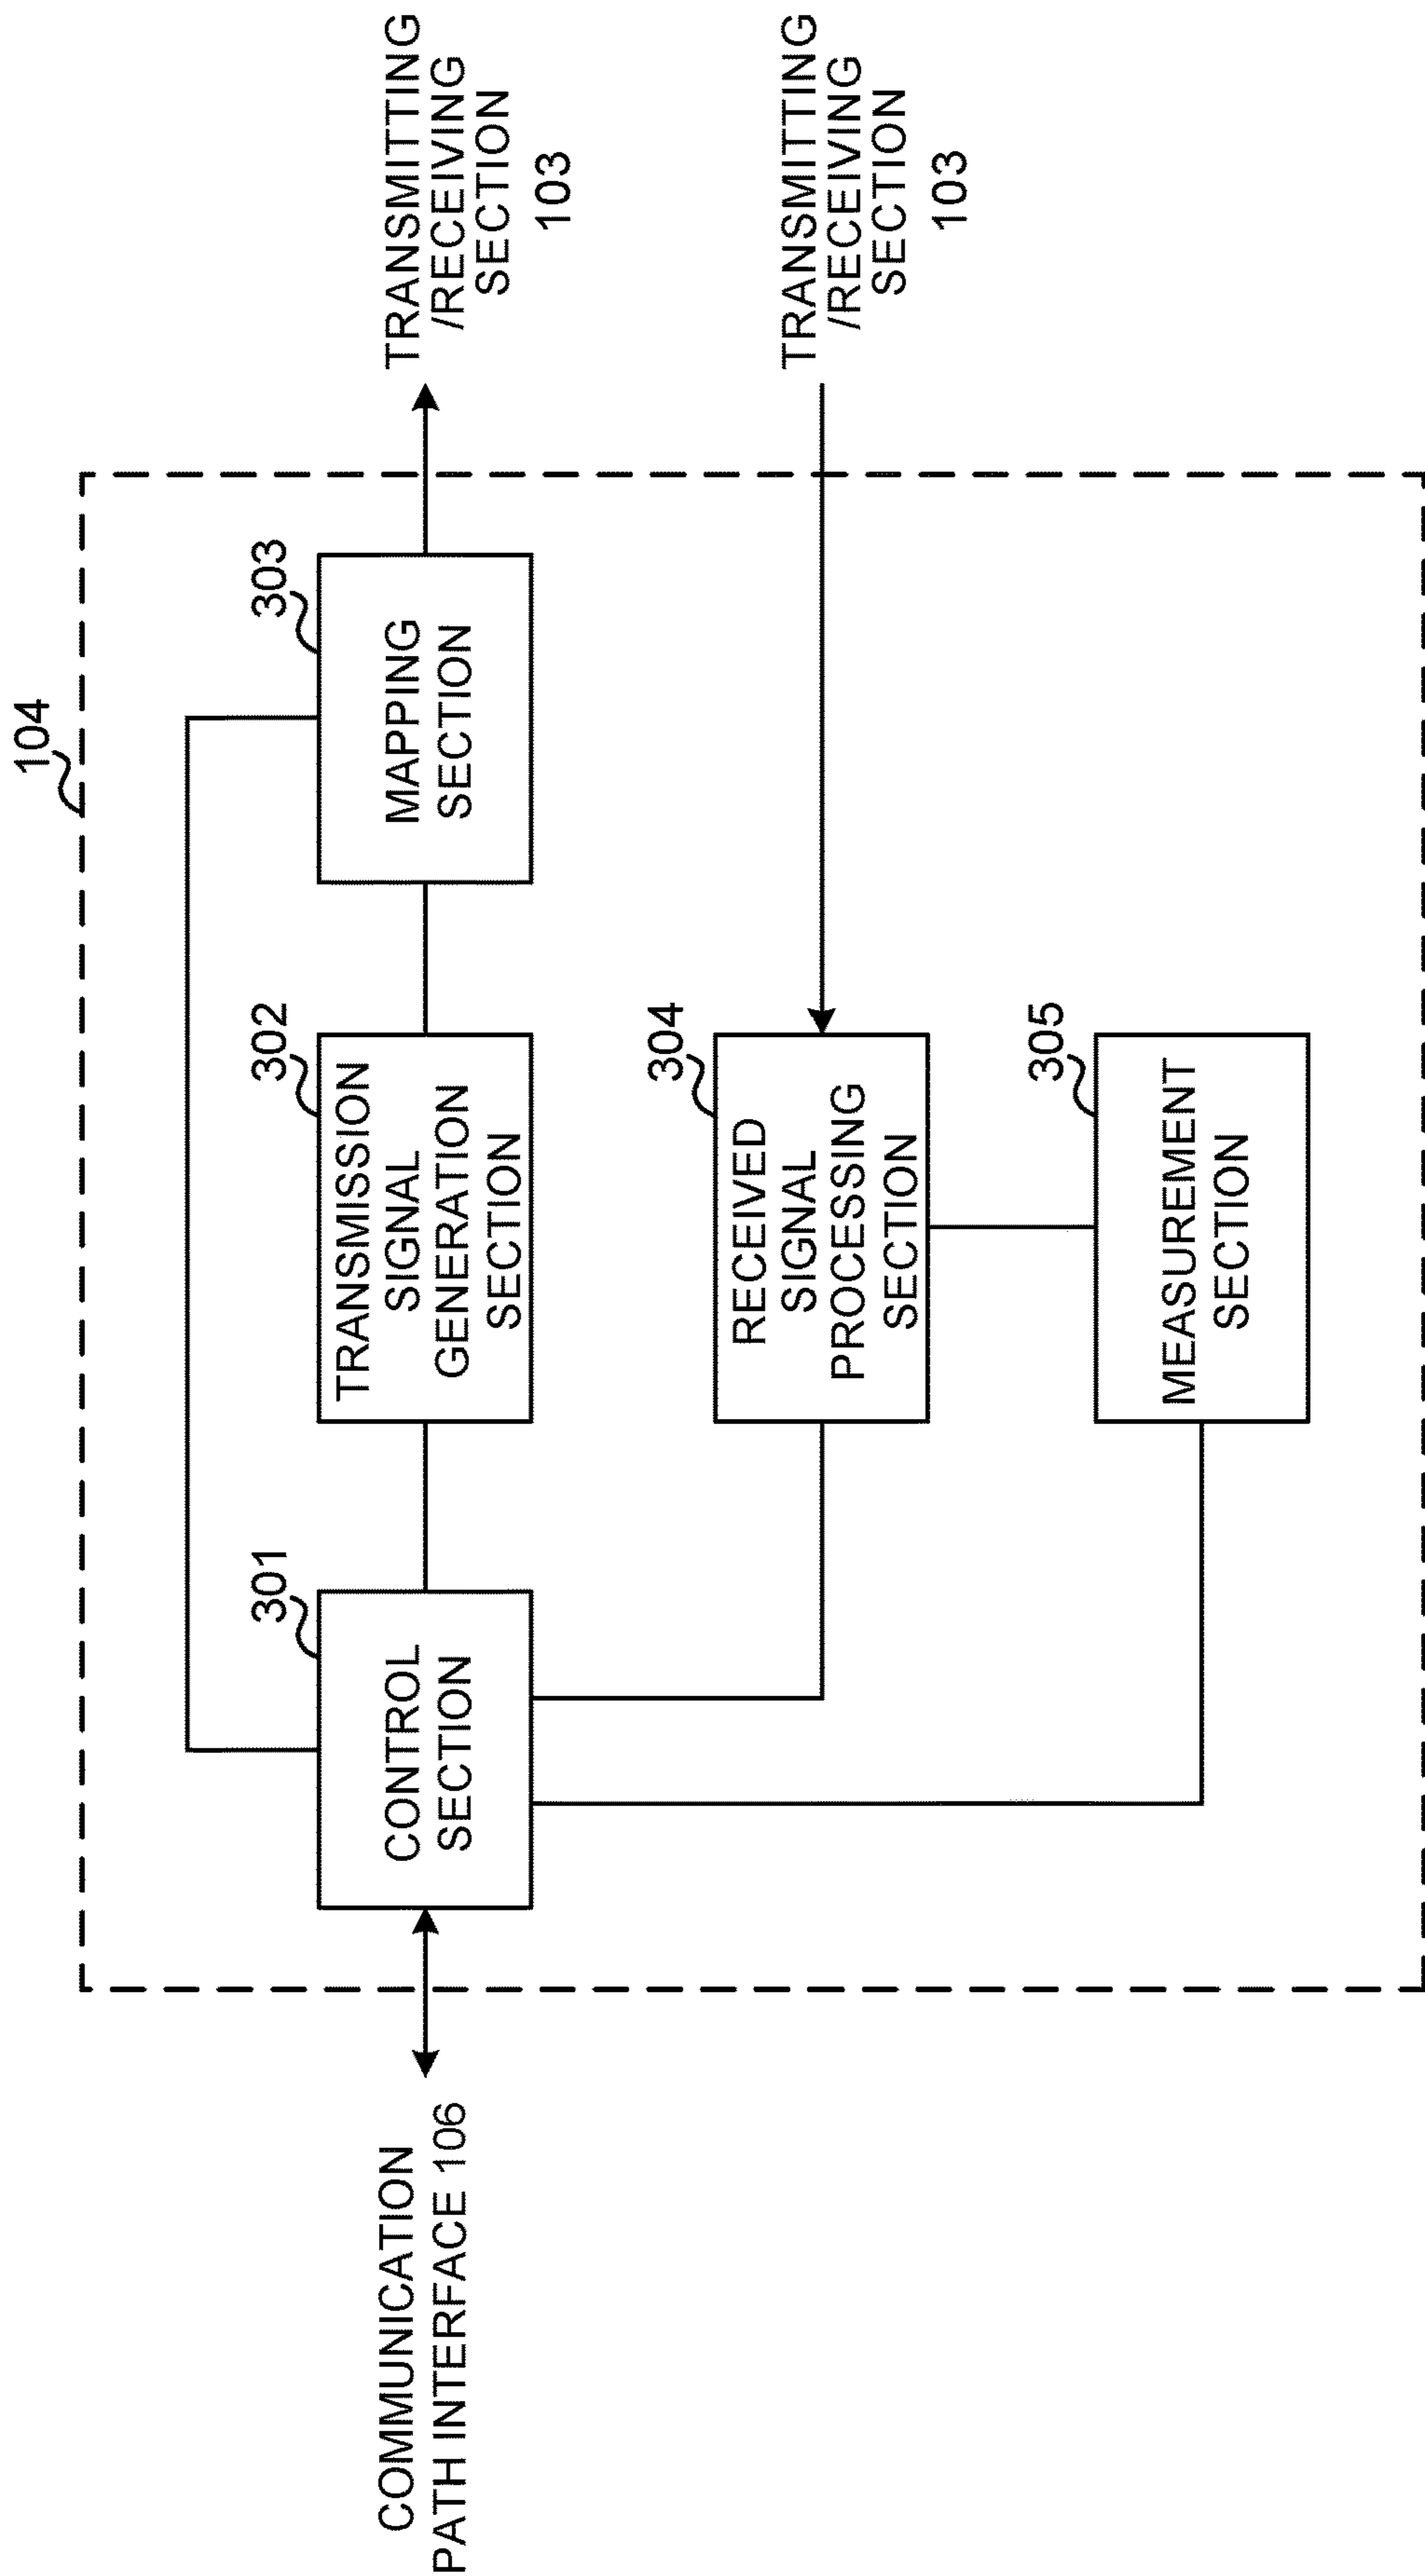 104
COMMUNICATION
PATH INTERFACE 106
301
CONTROL
SECTION
302
TRANSMISSION
SIGNAL
GENERATION
SECTION
303
MAPPING
SECTION
TRANSMITTING
/RECEIVING
SECTION
103
304
RECEIVED
SIGNAL
PROCESSING
SECTION
TRANSMITTING
/RECEIVING
SECTION
103
305
MEASUREMENT
SECTION